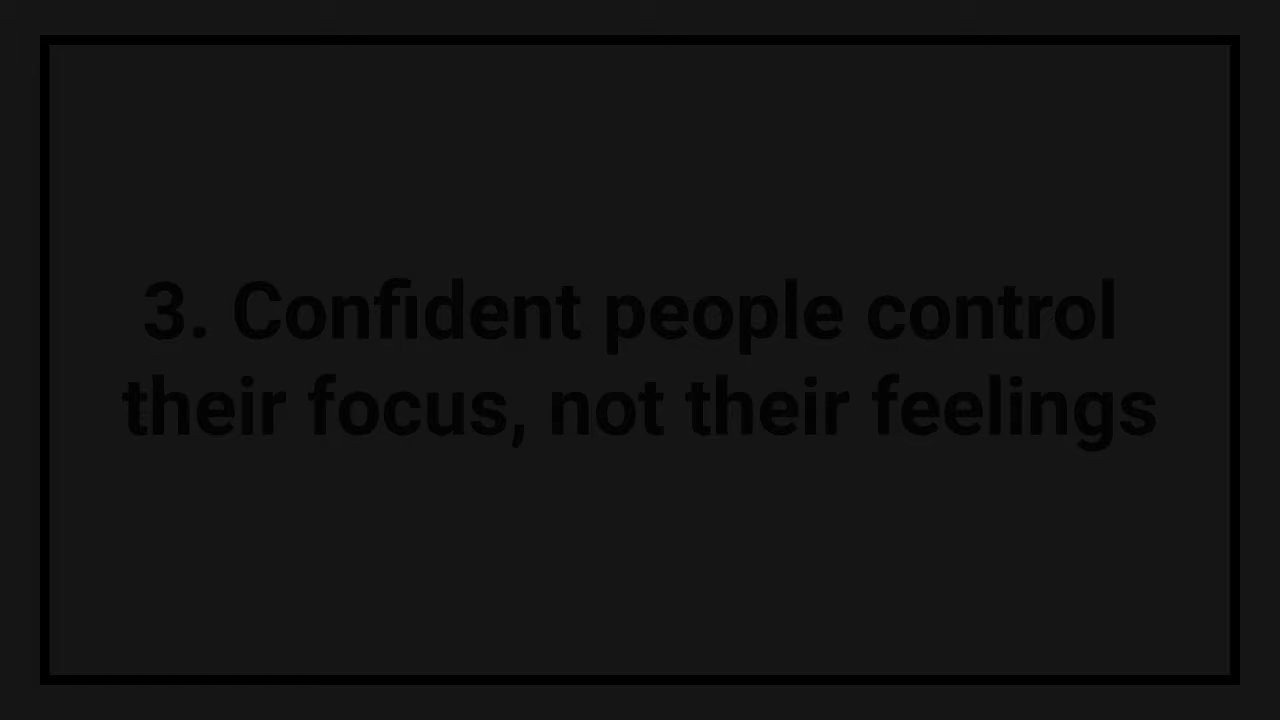 3. Confident people control
their focus, not their feelings